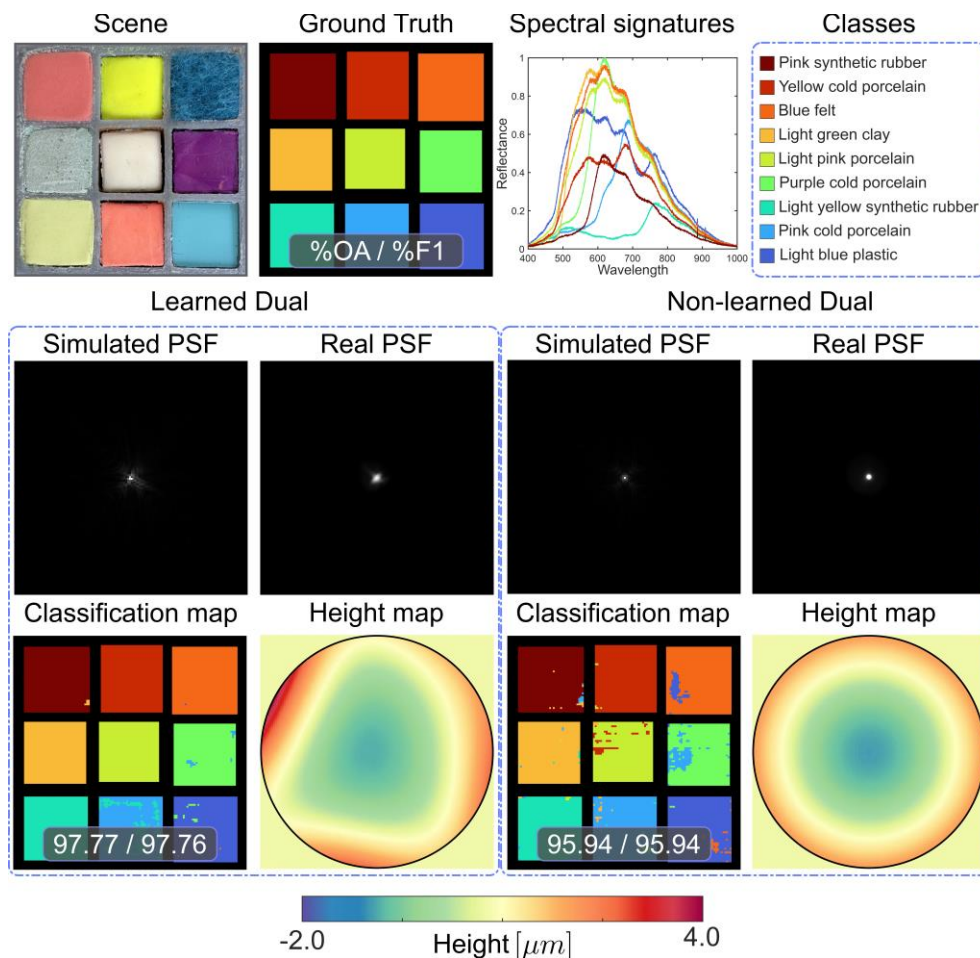 Scene
Ground Truth
Spectral signatures
Classes
%OA / %F1
Reflectance
1
0.8
0.6
0.4
0.2
0
400 500 600 700 800 900 1000
Wavelength
Pink synthetic rubber
Yellow cold porcelain
Blue felt
Light green clay
Light pink porcelain
Purple cold porcelain
Light yellow synthetic rubber
Pink cold porcelain
Light blue plastic
Learned Dual
Non-learned Dual
Simulated PSF
Real PSF
Simulated PSF
Real PSF
Classification map
Height map
Classification map
Height map
97.77 / 97.76
95.94 / 95.94
-2.0
Height [μm]
4.0